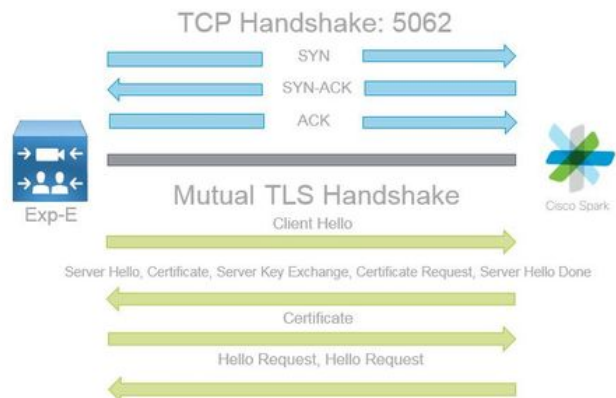 TCP Handshake: 5062
SYN
SYN-ACK
ACK
Exp-E
Cisco Spark
Mutual TLS Handshake
Client Hello
Server Hello, Certificate, Server Key Exchange, Certificate Request, Server Hello Done
Certificate
Hello Request, Hello Request